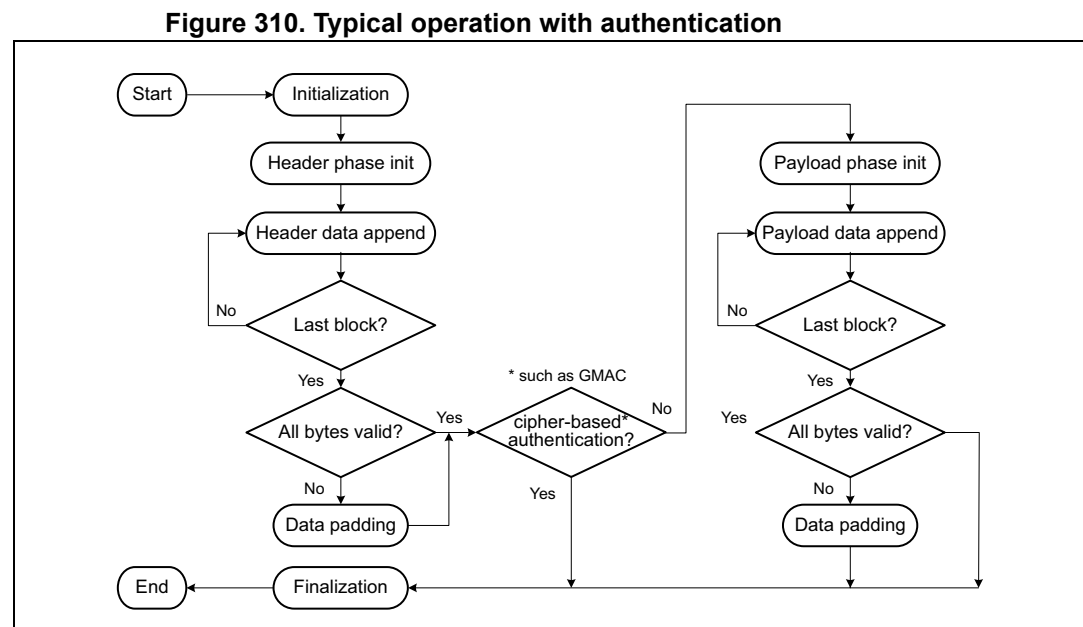 Figure 310. Typical operation with authentication
Start
Initialization
Header phase init
Header data append
No
Last block?
Yes
All bytes valid?
Yes
No
Data padding
* such as GMAC
cipher-based*
authentication?
No
Yes
Payload phase init
Payload data append
No
Last block?
Yes
Yes
All bytes valid?
No
Data padding
End
Finalization